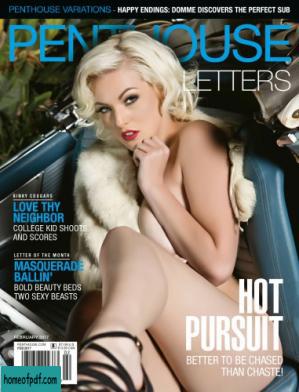 PENTHOUSE VARIATIONS - HAPPY ENDINGS: DOMME DISCOVERS THE PERFECT SUB
PENTHOUSE
LETTERS
KINKY COUGARS
LOVE THY
NEIGHBOR
COLLEGE KID SHOOTS
AND SCORES
LETTER OF THE MONTH
MASQUERADE
BALLIN'
BOLD BEAUTY BEDS
TWO SEXY BEASTS
HOT
PURSUIT
BETTER TO BE CHASED
THAN CHASTE!
FEBRUARY 2017
homeofpdf.com